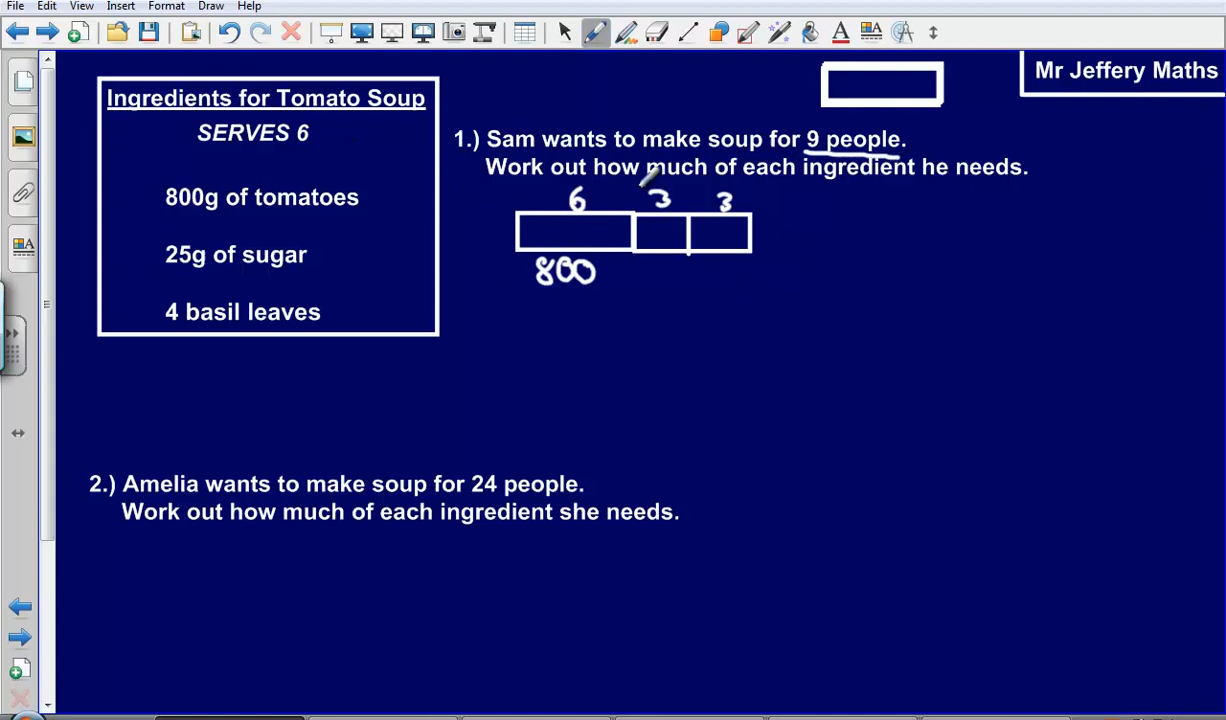 File Edit View Insert Format Draw Help
Mr Jeffery Maths
Ingredients for Tomato Soup
SERVES 6
800g of tomatoes
25g of sugar
4 basil leaves
1.) Sam wants to make soup for 9 people.
Work out how much of each ingredient he needs.
6 3 3
800
2.) Amelia wants to make soup for 24 people.
Work out how much of each ingredient she needs.